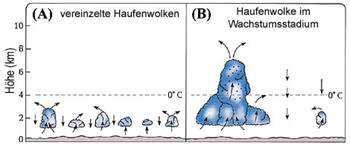 (A) vereinzelte Haufenwolken
(B) Haufenwolke im
Wachstumsstadium
Höhe (km)
10
8
6
4
2
0
0°C
0°C